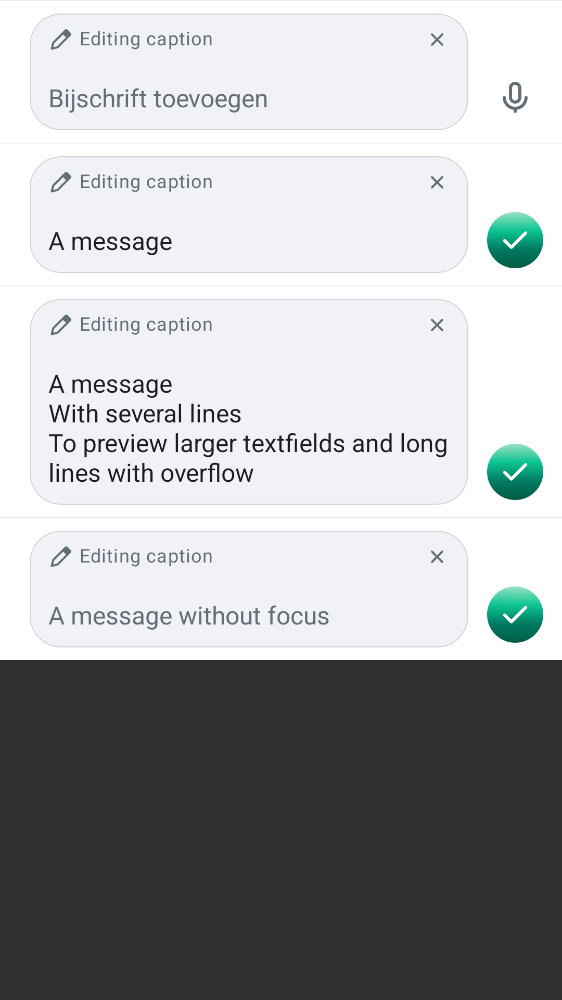 Editing caption
Bijschrift toevoegen
Editing caption
A message
Editing caption
A message
With several lines
To preview larger textfields and long
lines with overflow
Editing caption
A message without focus